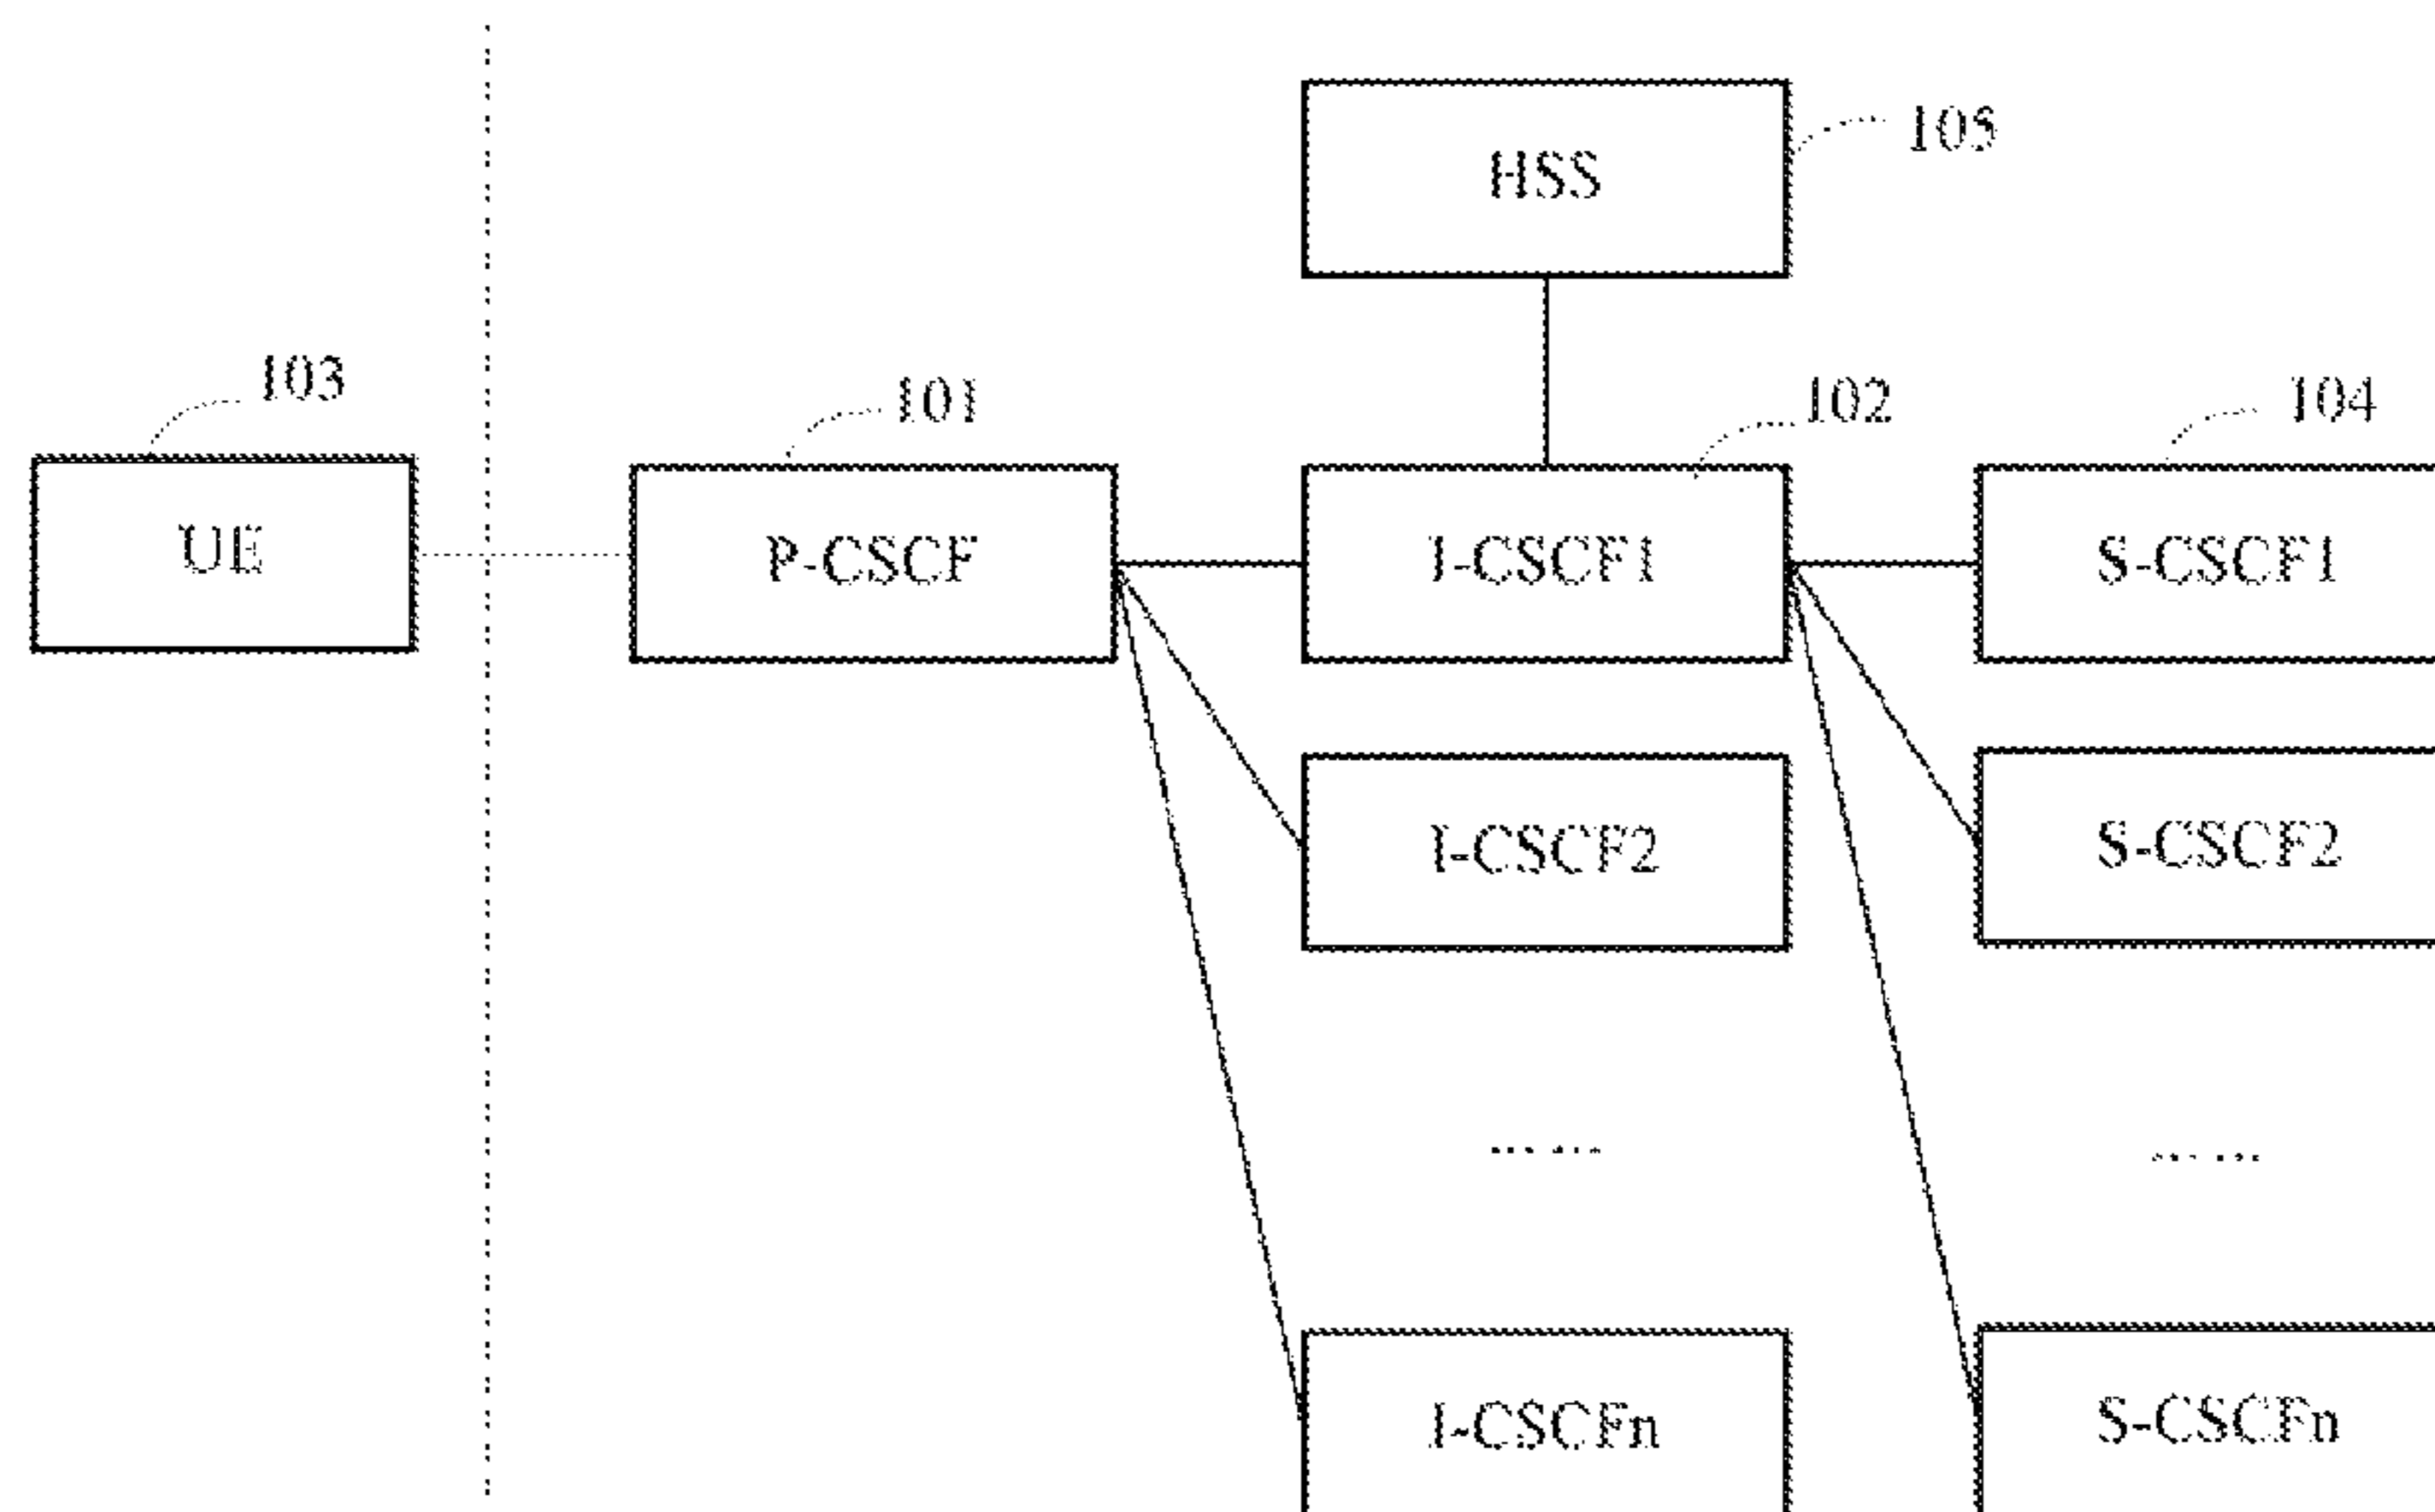 HSS
105
103
101
102
104
UE
P-CSCF
I-CSCF1
S-CSCF1
I-CSCF2
S-CSCF2
......
......
I-CSCFn
S-CSCFn